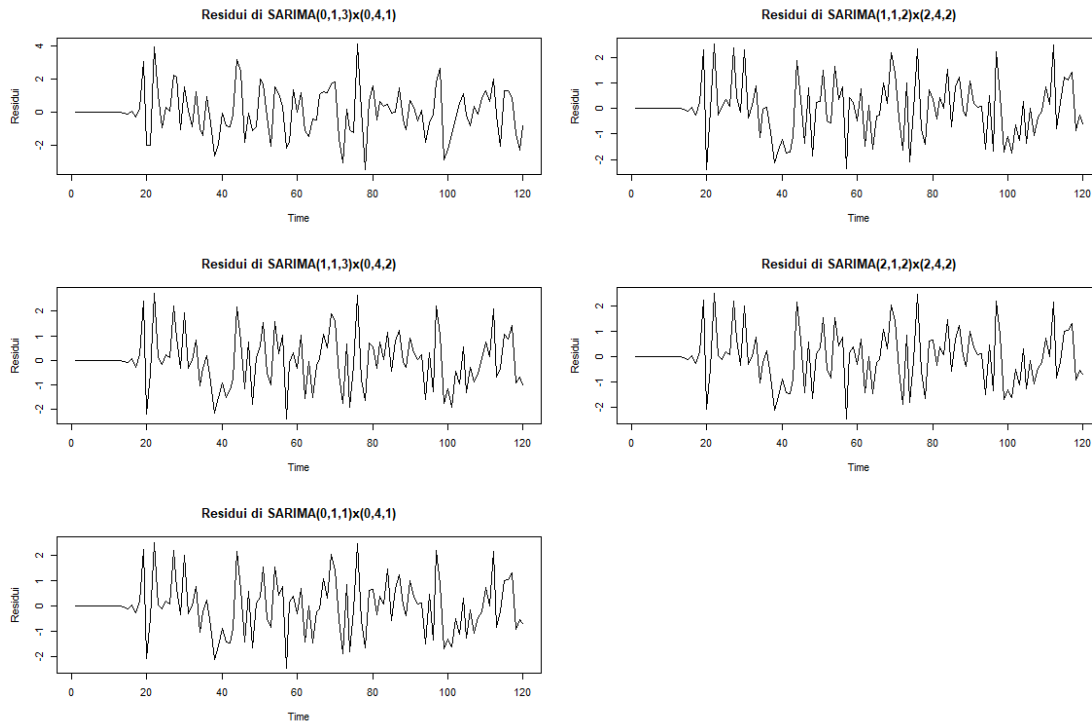 Residui di SARIMA(0,1,3)x(0,4,1)
Residui
4
2
0
-2
0 20 40 60 80 100 120
Time
Residui di SARIMA(1,1,2)x(2,4,2)
Residui
2
1
0
-1
-2
0 20 40 60 80 100 120
Time
Residui di SARIMA(1,1,3)x(0,4,2)
Residui
2
1
0
-1
-2
0 20 40 60 80 100 120
Time
Residui di SARIMA(2,1,2)x(2,4,2)
Residui
2
1
0
-1
-2
0 20 40 60 80 100 120
Time
Residui di SARIMA(0,1,1)x(0,4,1)
Residui
2
1
0
-1
-2
0 20 40 60 80 100 120
Time